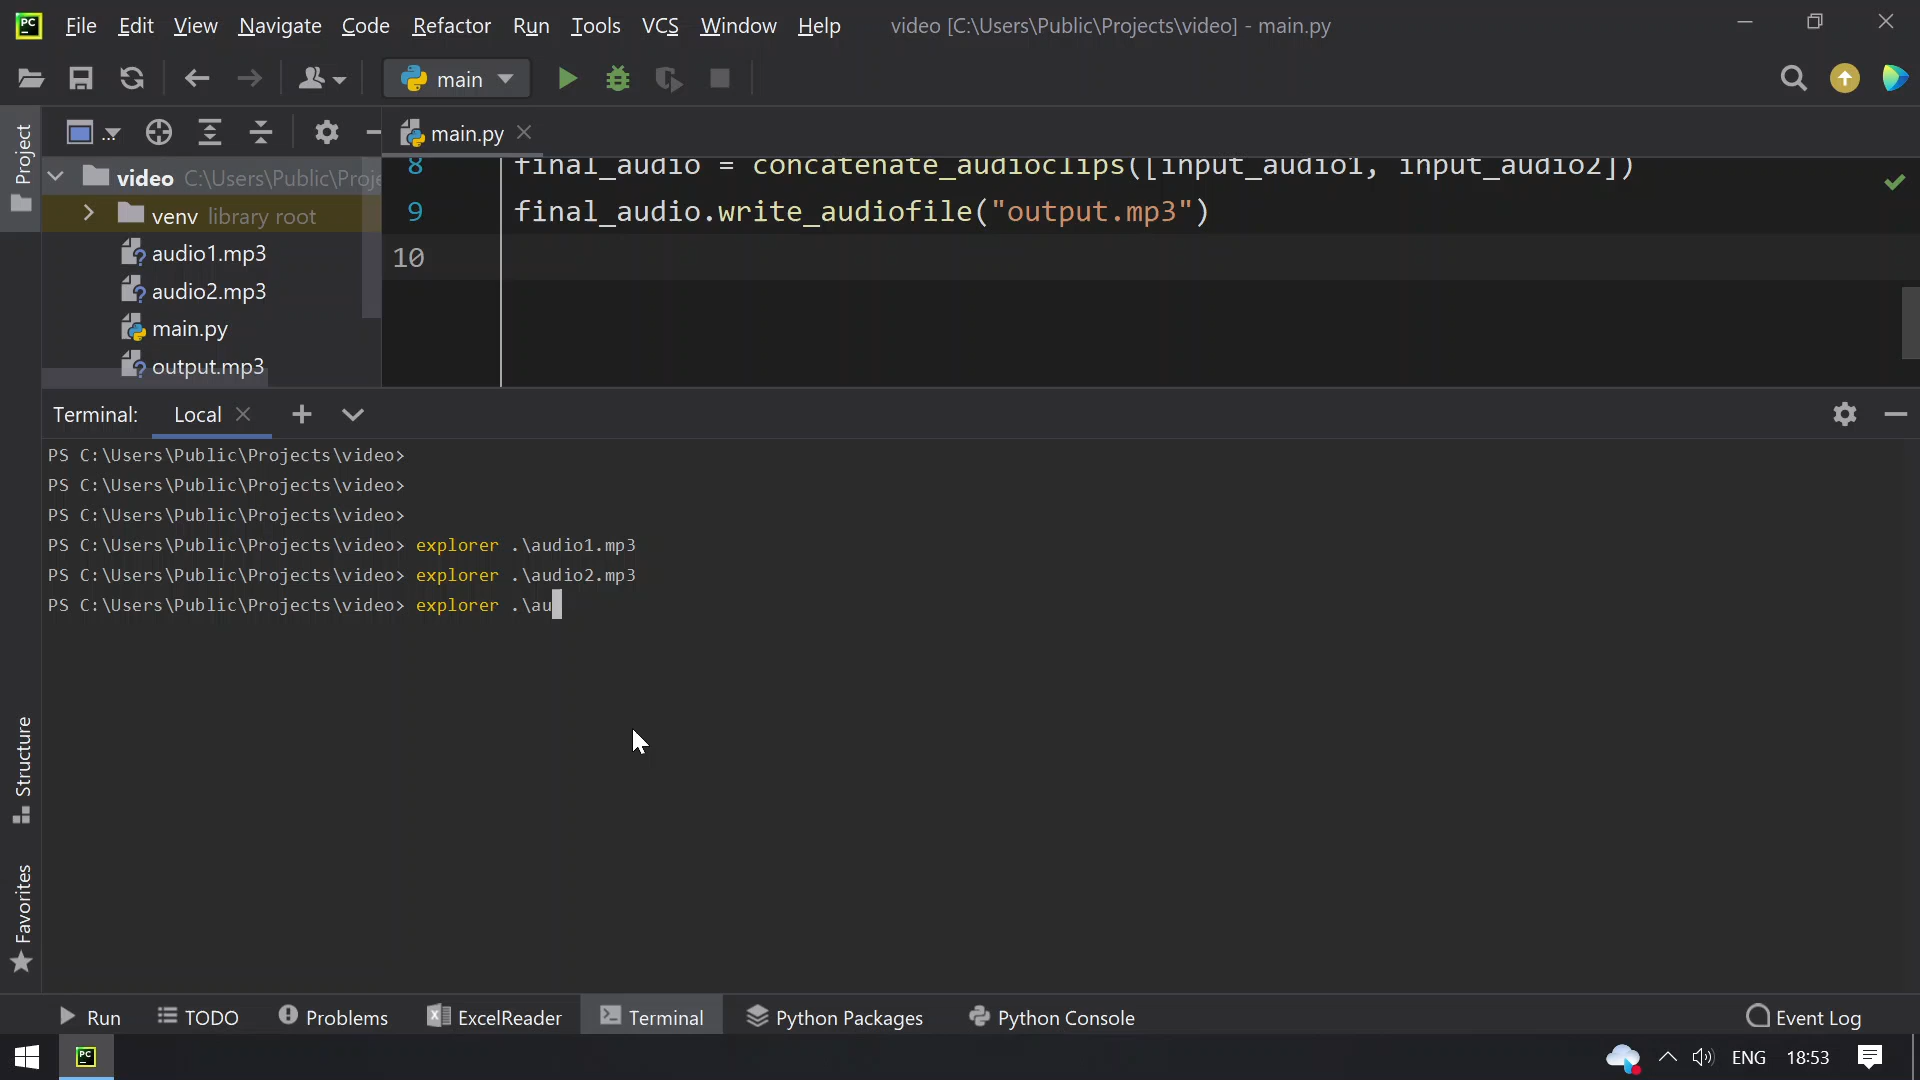 PC File Edit View Navigate Code Refactor Run Tools VCS Window Help video [C:\Users\Public\Projects\video] - main.py
main
Project
... main.py
video C:\Users\Public\Proje
venv library root
audio1.mp3
audio2.mp3
main.py
output.mp3
8 final_audio = concatenate_audioclips([input_audio1, input_audio2])
9 final_audio.write_audiofile("output.mp3")
10
Terminal: Local
PS C:\Users\Public\Projects\video>
PS C:\Users\Public\Projects\video>
PS C:\Users\Public\Projects\video>
PS C:\Users\Public\Projects\video> explorer .\audio1.mp3
PS C:\Users\Public\Projects\video> explorer .\audio2.mp3
PS C:\Users\Public\Projects\video> explorer .\au
Structure
Favorites
Run TODO Problems ExcelReader Terminal Python Packages Python Console Event Log
PC ENG 18:53